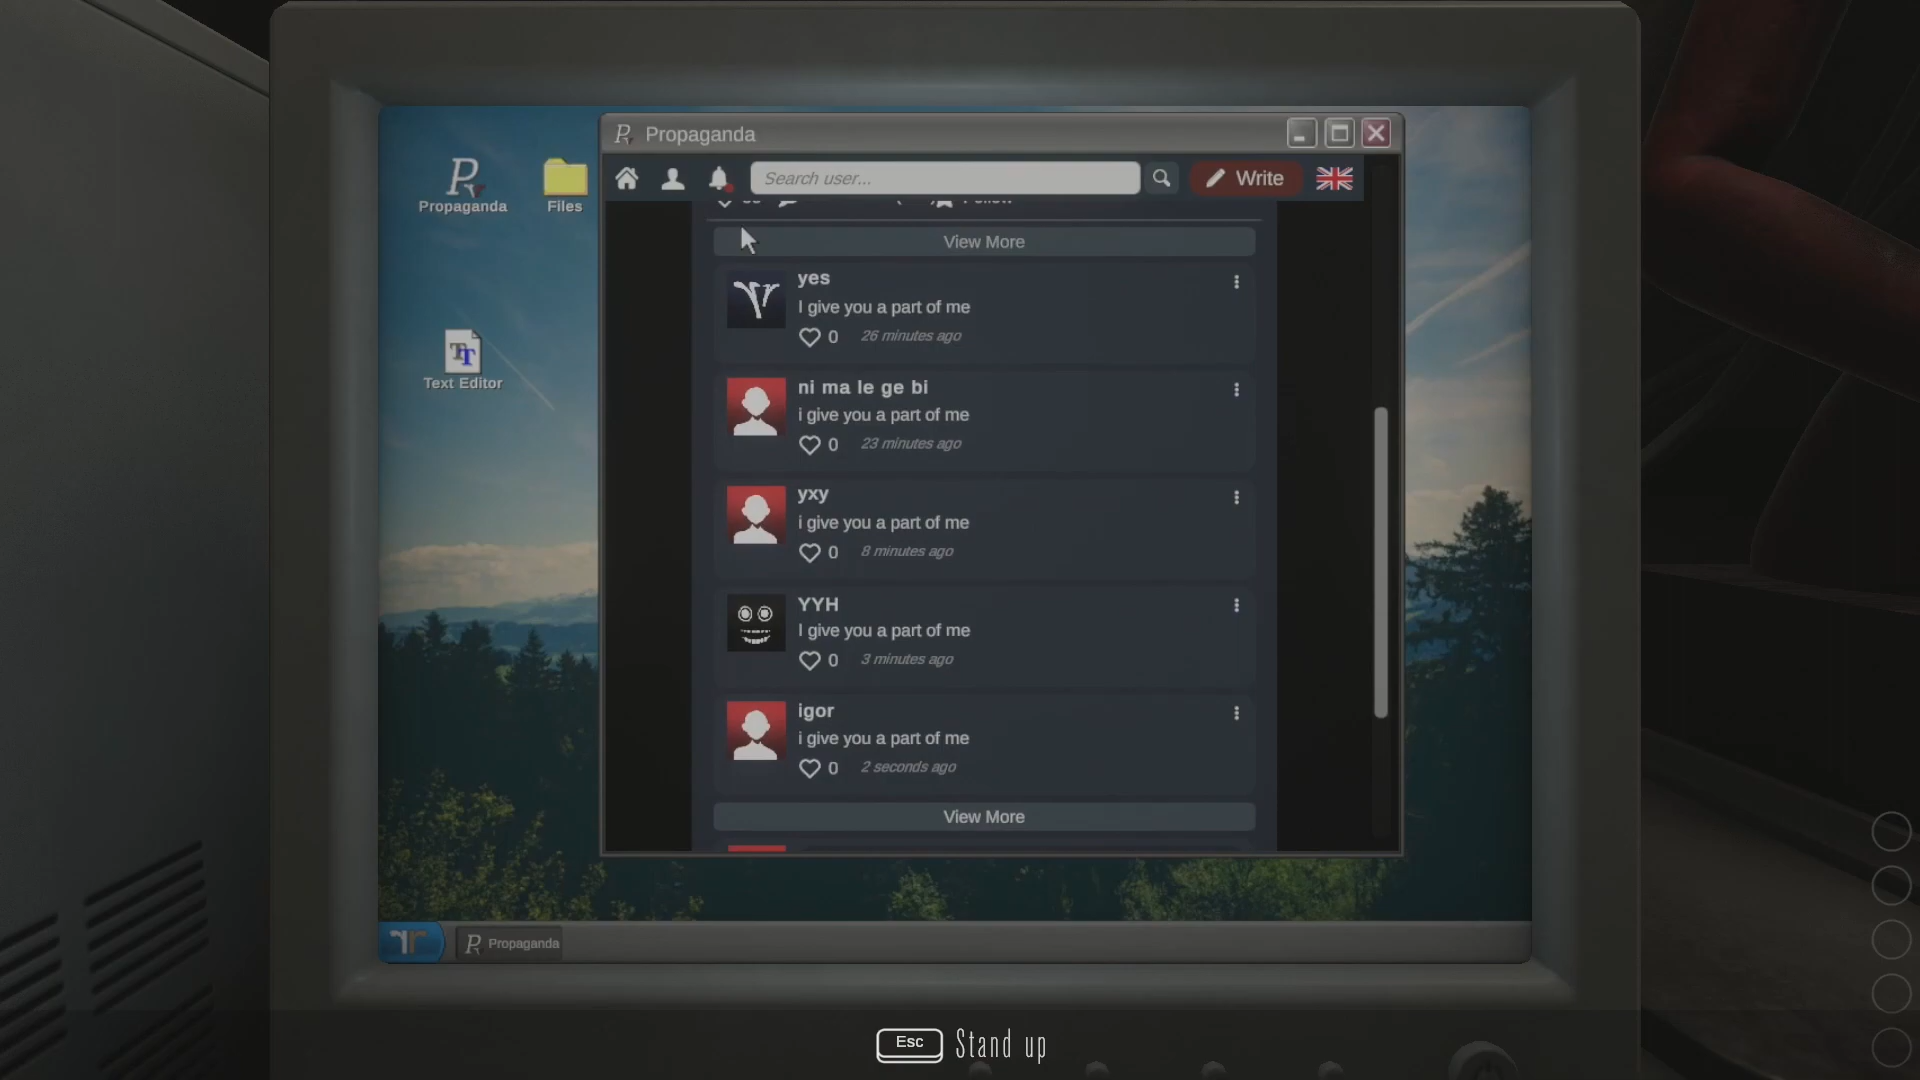 Propaganda
Search user...
Write
Propaganda
Files
Text Editor
View More
yes
I give you a part of me
0 26 minutes ago
ni ma le ge bi
i give you a part of me
0 23 minutes ago
yxy
i give you a part of me
0 8 minutes ago
YYH
I give you a part of me
0 3 minutes ago
igor
i give you a part of me
0 2 seconds ago
View More
Propaganda
Esc Stand up